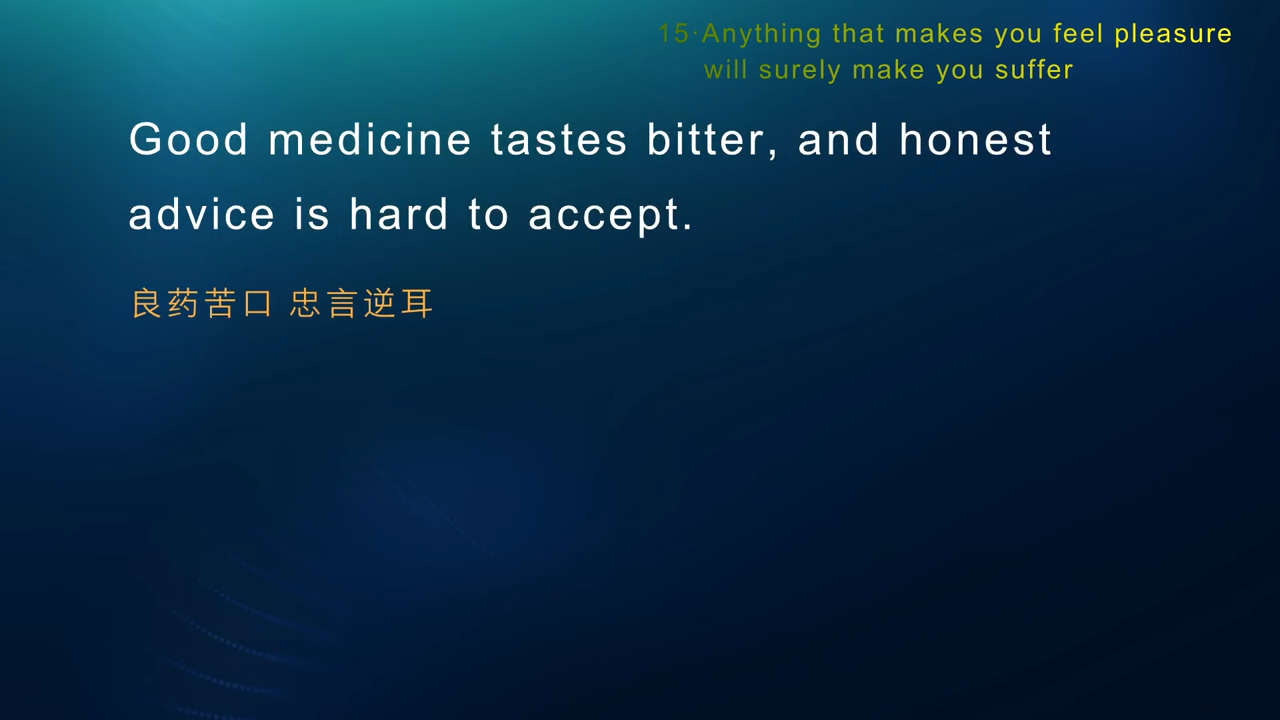 15·Anything that makes you feel pleasure
will surely make you suffer
Good medicine tastes bitter, and honest
advice is hard to accept.
良药苦口 忠言逆耳